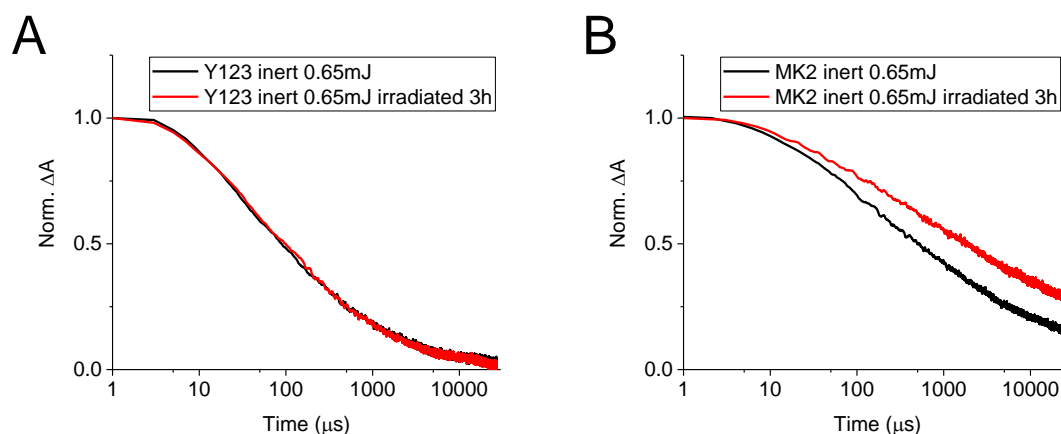 A
Y123 inert 0.65mJ
Y123 inert 0.65mJ irradiated 3h
1.0
0.5
0.0
Norm. ΔA
1 10 100 1000 10000
Time (μs)
B
MK2 inert 0.65mJ
MK2 inert 0.65mJ irradiated 3h
1.0
0.5
0.0
Norm. ΔA
1 10 100 1000 10000
Time (μs)